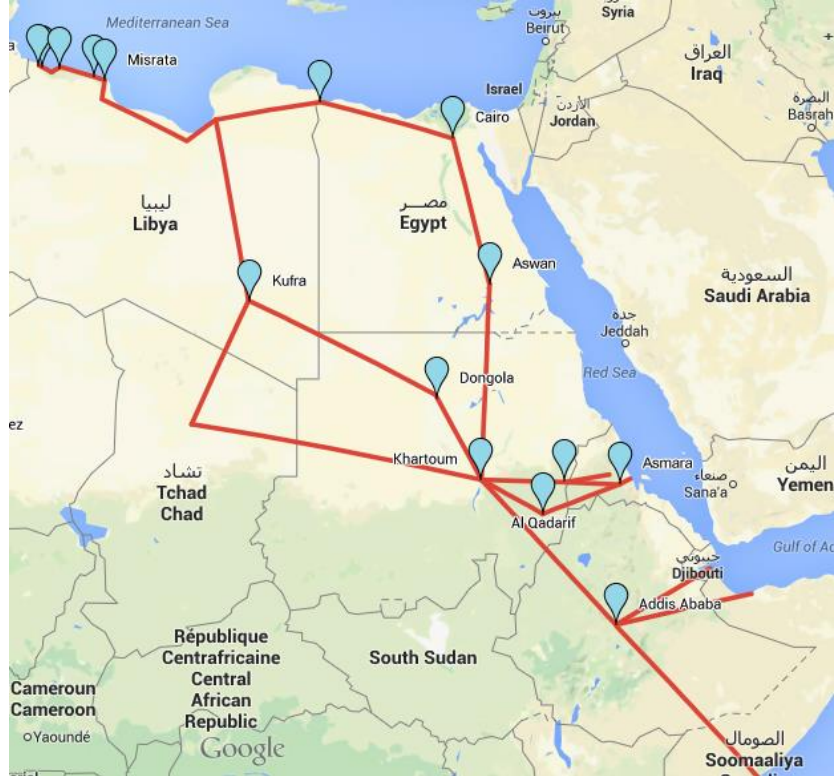 Mediterranean Sea
بيروت
Beirut
Syria
العراق
Iraq
a
Misrata
Israel
الأردن
Jordan
البصرة
Basrah
Cairo
ليبيا
Libya
مصر
Egypt
Kufra
Aswan
السعودية
Saudi Arabia
جدة
Jeddah
Dongola
Red Sea
ez
Khartoum
Asmara
تشاد
Tchad
Chad
صنعاء
Sana'a
اليمن
Yemen
Al Qadarif
Gulf of Ad
جيبوتي
Djibouti
Addis Ababa
République
Centrafricaine
Central
African
Republic
South Sudan
Cameroun
Cameroon
Yaoundé
Google
الصومال
Soomaaliya